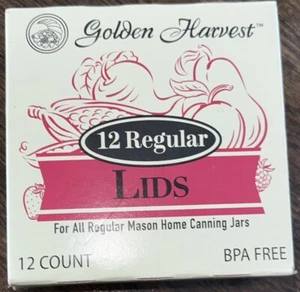 Golden Harvest™
12 Regular
LIDS
For All Regular Mason Home Canning Jars
12 COUNT
BPA FREE